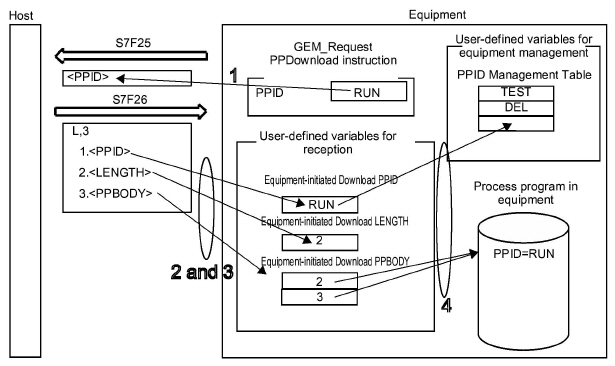 Host
Equipment
S7F25
<PPID>
S7F26
L,3
1.<PPID>
2.<LENGTH>
3.<PPBODY>
2 and 3
1
GEM_Request
PPDownload instruction
PPID
RUN
User-defined variables for
reception
Equipment-initiated Download PPID
RUN
Equipment-initiated Download LENGTH
2
Equipment-initiated Download PPBODY
2
3
4
User-defined variables for
equipment management
PPID Management Table
TEST
DEL
Process program in
equipment
PPID=RUN